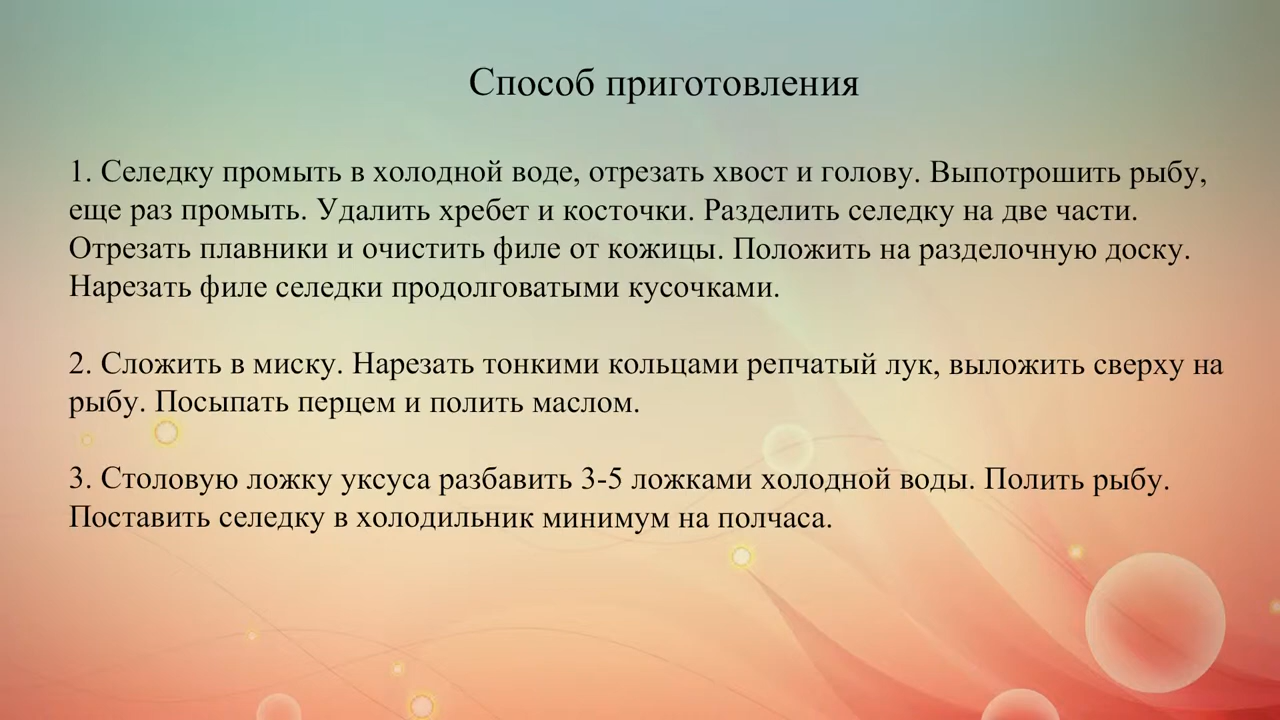 Способ приготовления
1. Селедку промыть в холодной воде, отрезать хвост и голову. Выпотрошить рыбу,
еще раз промыть. Удалить хребет и косточки. Разделить селедку на две части.
Отрезать плавники и очистить филе от кожицы. Положить на разделочную доску.
Нарезать филе селедки продолговатыми кусочками.
2. Сложить в миску. Нарезать тонкими кольцами репчатый лук, выложить сверху на
рыбу. Посыпать перцем и полить маслом.
3. Столовую ложку уксуса разбавить 3-5 ложками холодной воды. Полить рыбу.
Поставить селедку в холодильник минимум на полчаса.